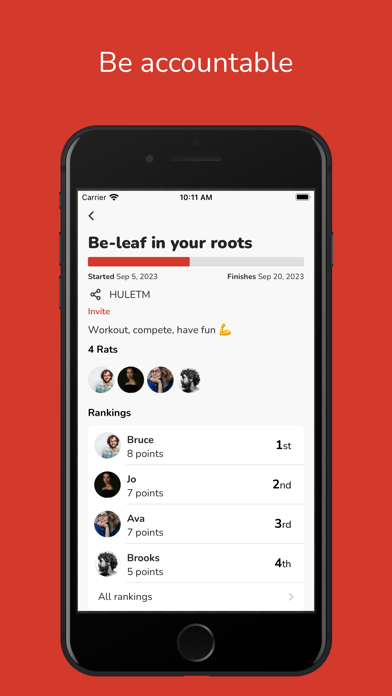 Be accountable
Carrier 10:11 AM
Be-leaf in your roots
Started Sep 5, 2023 Finishes Sep 20, 2023
HULETM
Invite
Workout, compete, have fun 💪
4 Rats
Rankings
Bruce
8 points
1st
Jo
7 points
2nd
Ava
7 points
3rd
Brooks
5 points
4th
All rankings